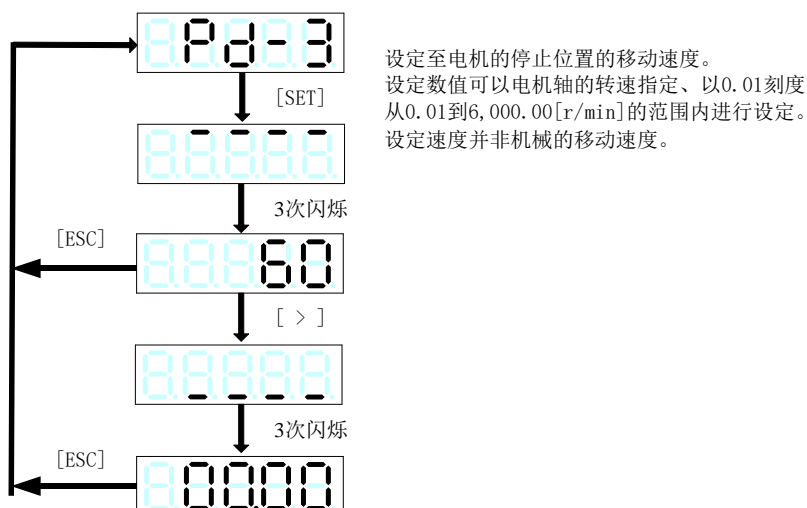 Pd-3
设定至电机的停止位置的移动速度。
设定数值可以电机轴的转速指定、以0.01刻度
从0.01到6,000.00[r/min]的范围内进行设定。
设定速度并非机械的移动速度。
[SET]
‾‾‾‾
3次闪烁
[ESC]
60
[ > ]
____
3次闪烁
[ESC]
0000